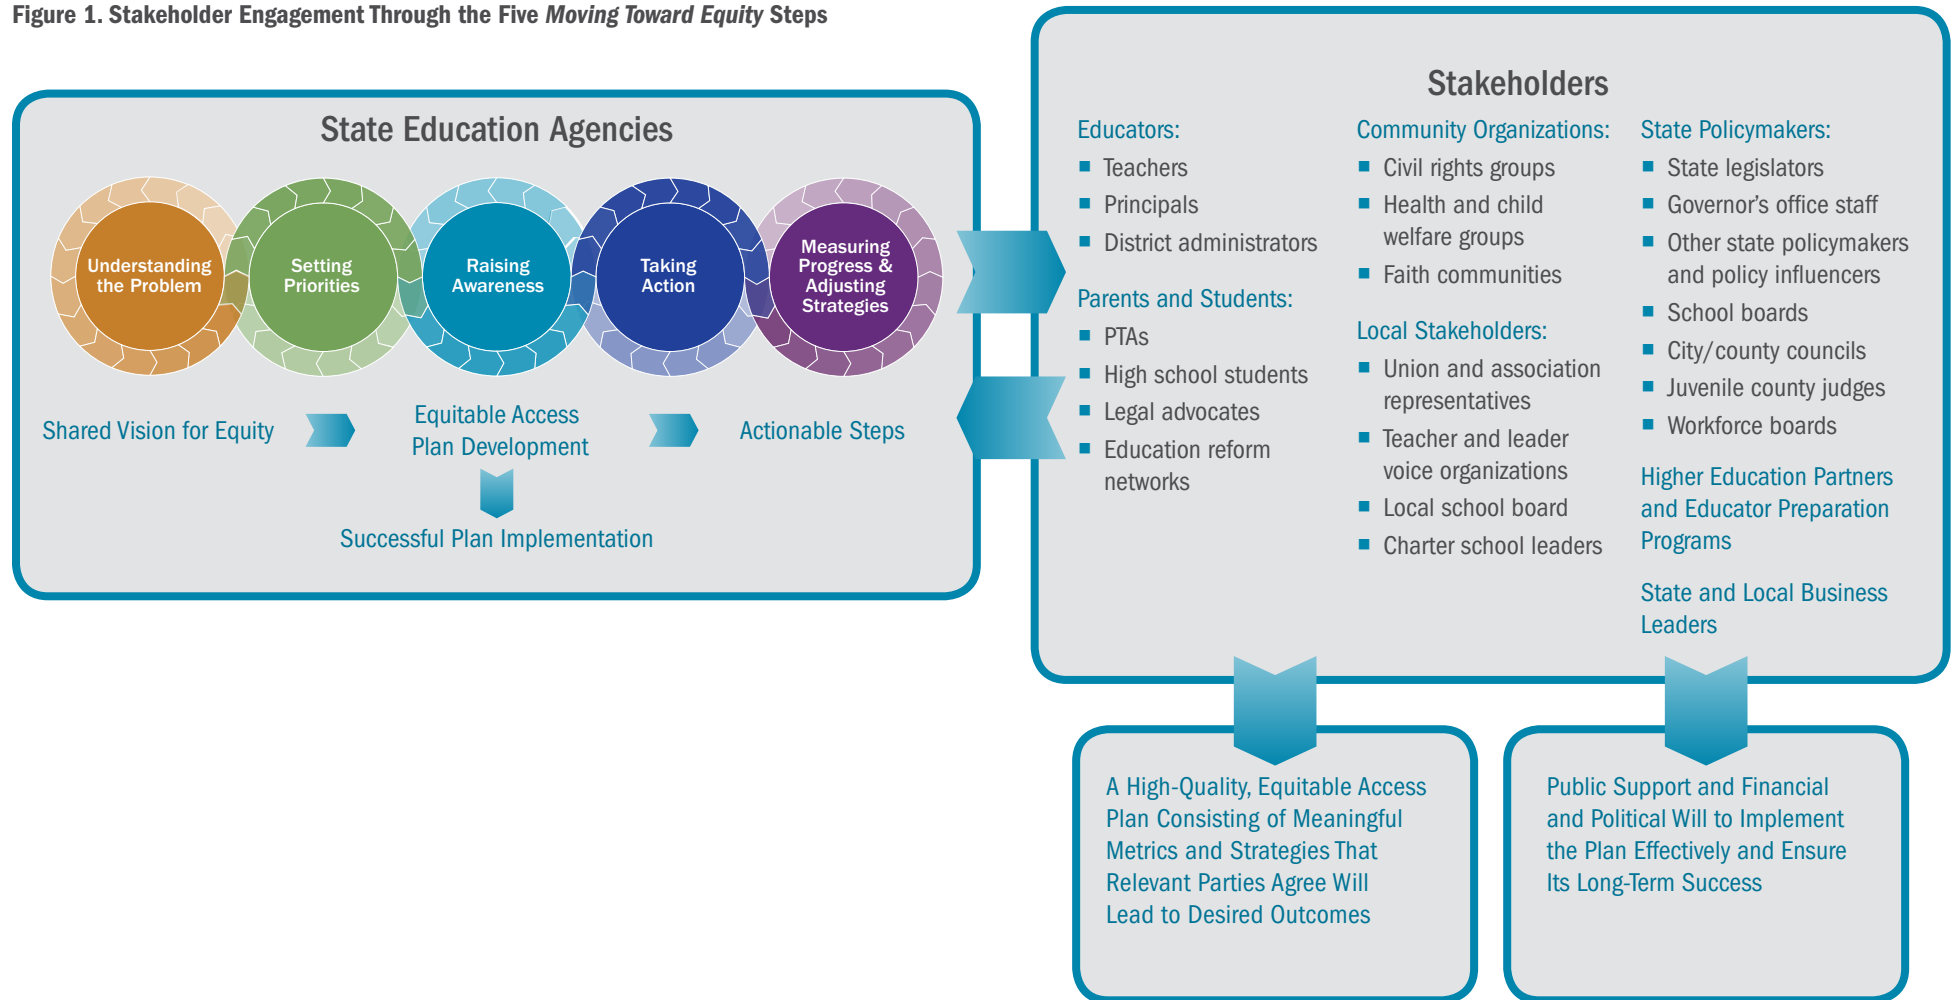 Figure 1. Stakeholder Engagement Through the Five Moving Toward Equity Steps
State Education Agencies
Understanding
the Problem
Setting
Priorities
Raising
Awareness
Taking
Action
Measuring
Progress &
Adjusting
Strategies
Shared Vision for Equity
Equitable Access
Plan Development
Actionable Steps
Successful Plan Implementation
Stakeholders
Educators:
Teachers
Principals
District administrators
Parents and Students:
PTAs
High school students
Legal advocates
Education reform
networks
Community Organizations:
Civil rights groups
Health and child
welfare groups
Faith communities
Local Stakeholders:
Union and association
representatives
Teacher and leader
voice organizations
Local school board
Charter school leaders
State Policymakers:
State legislators
Governor’s office staff
Other state policymakers
and policy influencers
School boards
City/county councils
Juvenile county judges
Workforce boards
Higher Education Partners
and Educator Preparation
Programs
State and Local Business
Leaders
A High-Quality, Equitable Access
Plan Consisting of Meaningful
Metrics and Strategies That
Relevant Parties Agree Will
Lead to Desired Outcomes
Public Support and Financial
and Political Will to Implement
the Plan Effectively and Ensure
Its Long-Term Success